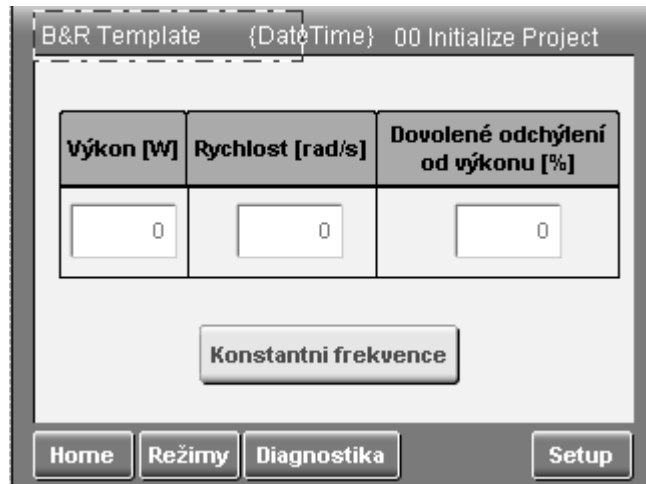 B&R Template {DateTime} 00 Initialize Project
Výkon [W] Rychlost [rad/s] Dovolené odchýlení
od výkonu [%]
0 0 0
Konstantni frekvence
Home Režimy Diagnostika Setup